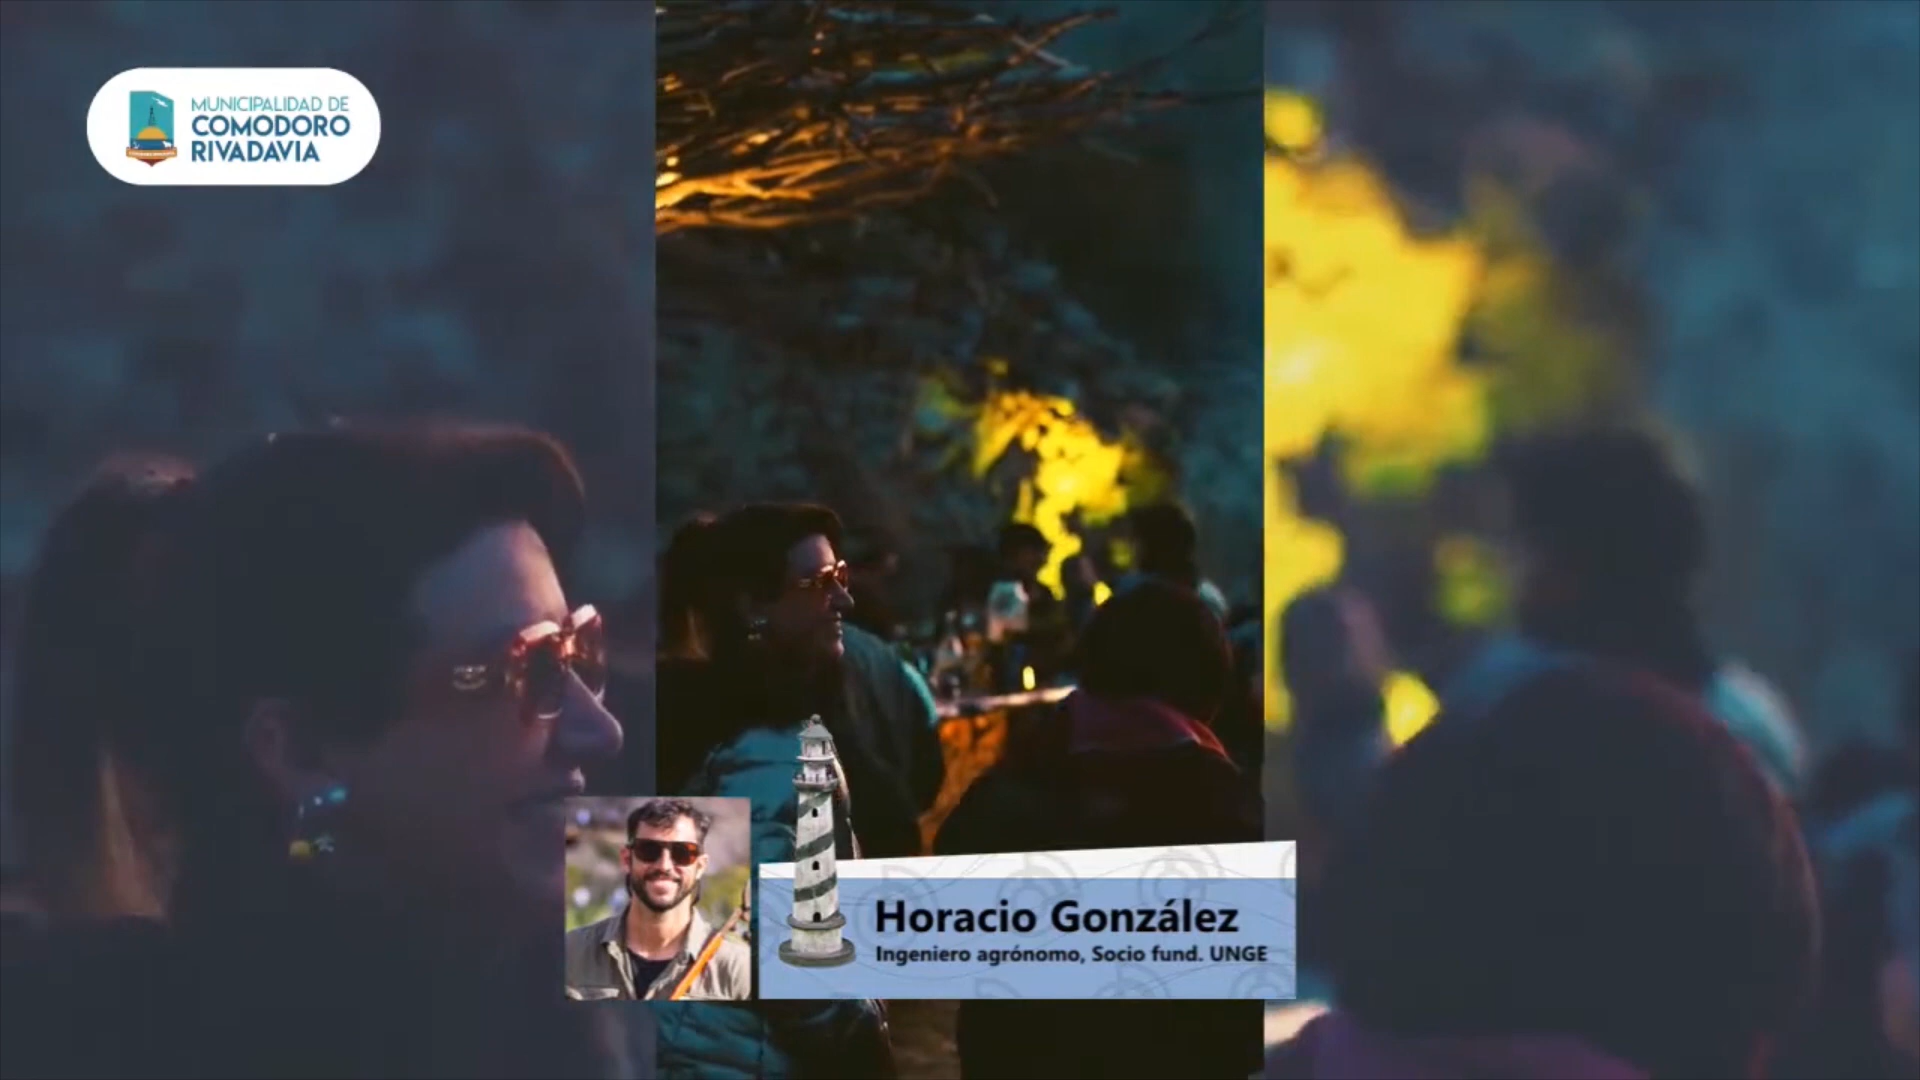 MUNICIPALIDAD DE
COMODORO
RIVADAVIA
Horacio González
Ingeniero agrónomo, Socio fund. UNGE